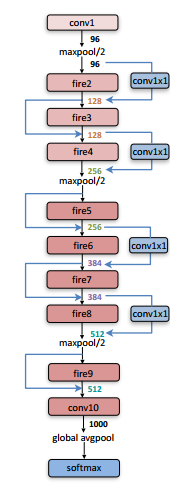 conv1
96
maxpool/2
96
conv1x1
fire2
128
fire3
128
conv1x1
fire4
256
maxpool/2
fire5
256
fire6
conv1x1
384
fire7
384
fire8
conv1x1
512
maxpool/2
fire9
512
conv10
1000
global avgpool
softmax